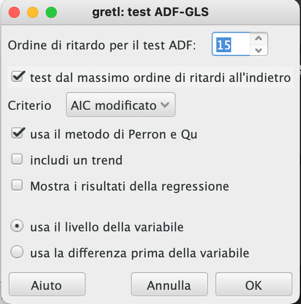 gretl: test ADF-GLS
Ordine di ritardo per il test ADF: 15
test dal massimo ordine di ritardi all'indietro
Criterio AIC modificato
usa il metodo di Perron e Qu
includi un trend
Mostra i risultati della regressione
usa il livello della variabile
usa la differenza prima della variabile
Aiuto Annulla OK